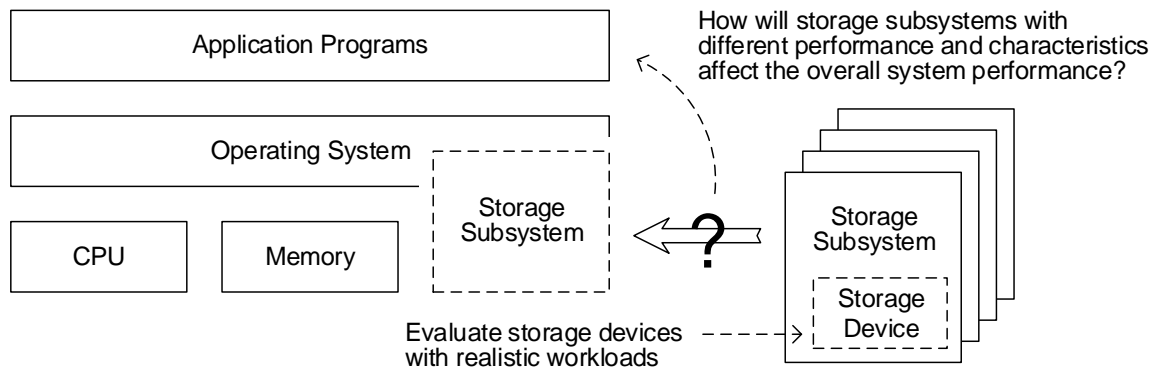 Application Programs
How will storage subsystems with
different performance and characteristics
affect the overall system performance?
Operating System
Storage
Subsystem
CPU
Memory
?
Storage
Subsystem
Storage
Device
Evaluate storage devices
with realistic workloads